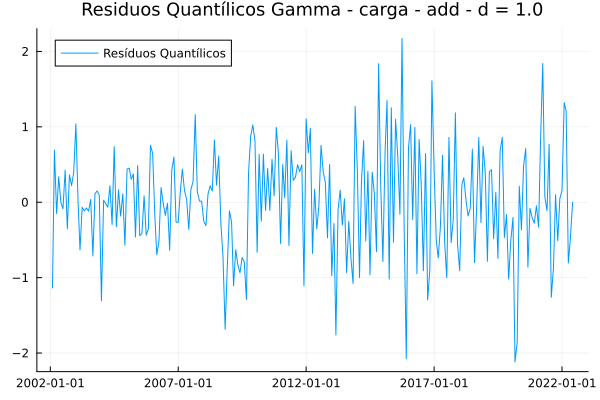 Residuos Quantílicos Gamma - carga - add - d = 1.0
Resíduos Quantílicos
2
1
0
−1
−2
2002-01-01 2007-01-01 2012-01-01 2017-01-01 2022-01-01